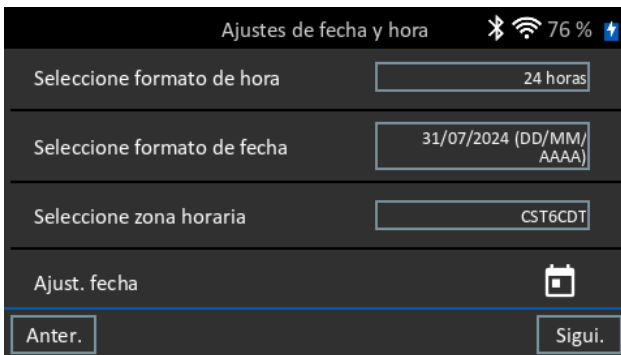 Ajustes de fecha y hora 76 %
Seleccione formato de hora 24 horas
Seleccione formato de fecha 31/07/2024 (DD/MM/
AAAA)
Seleccione zona horaria CST6CDT
Ajust. fecha
Anter. Sigui.